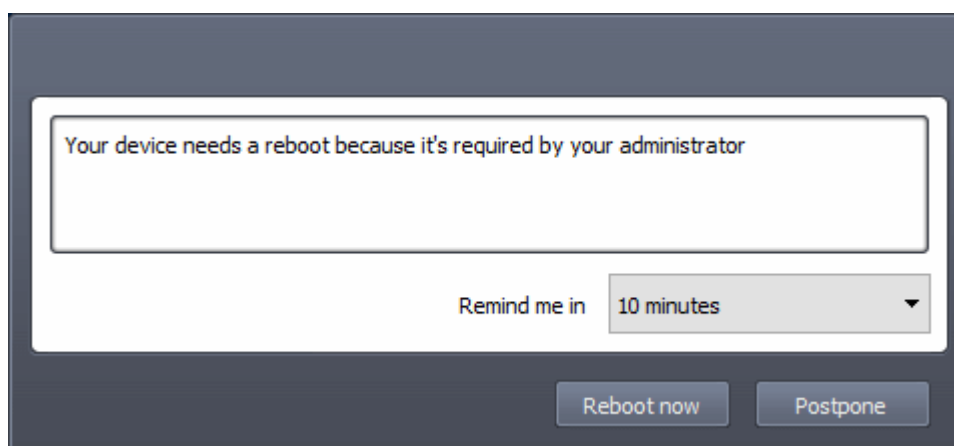 Your device needs a reboot because it's required by your administrator
Remind me in 10 minutes
Reboot now Postpone